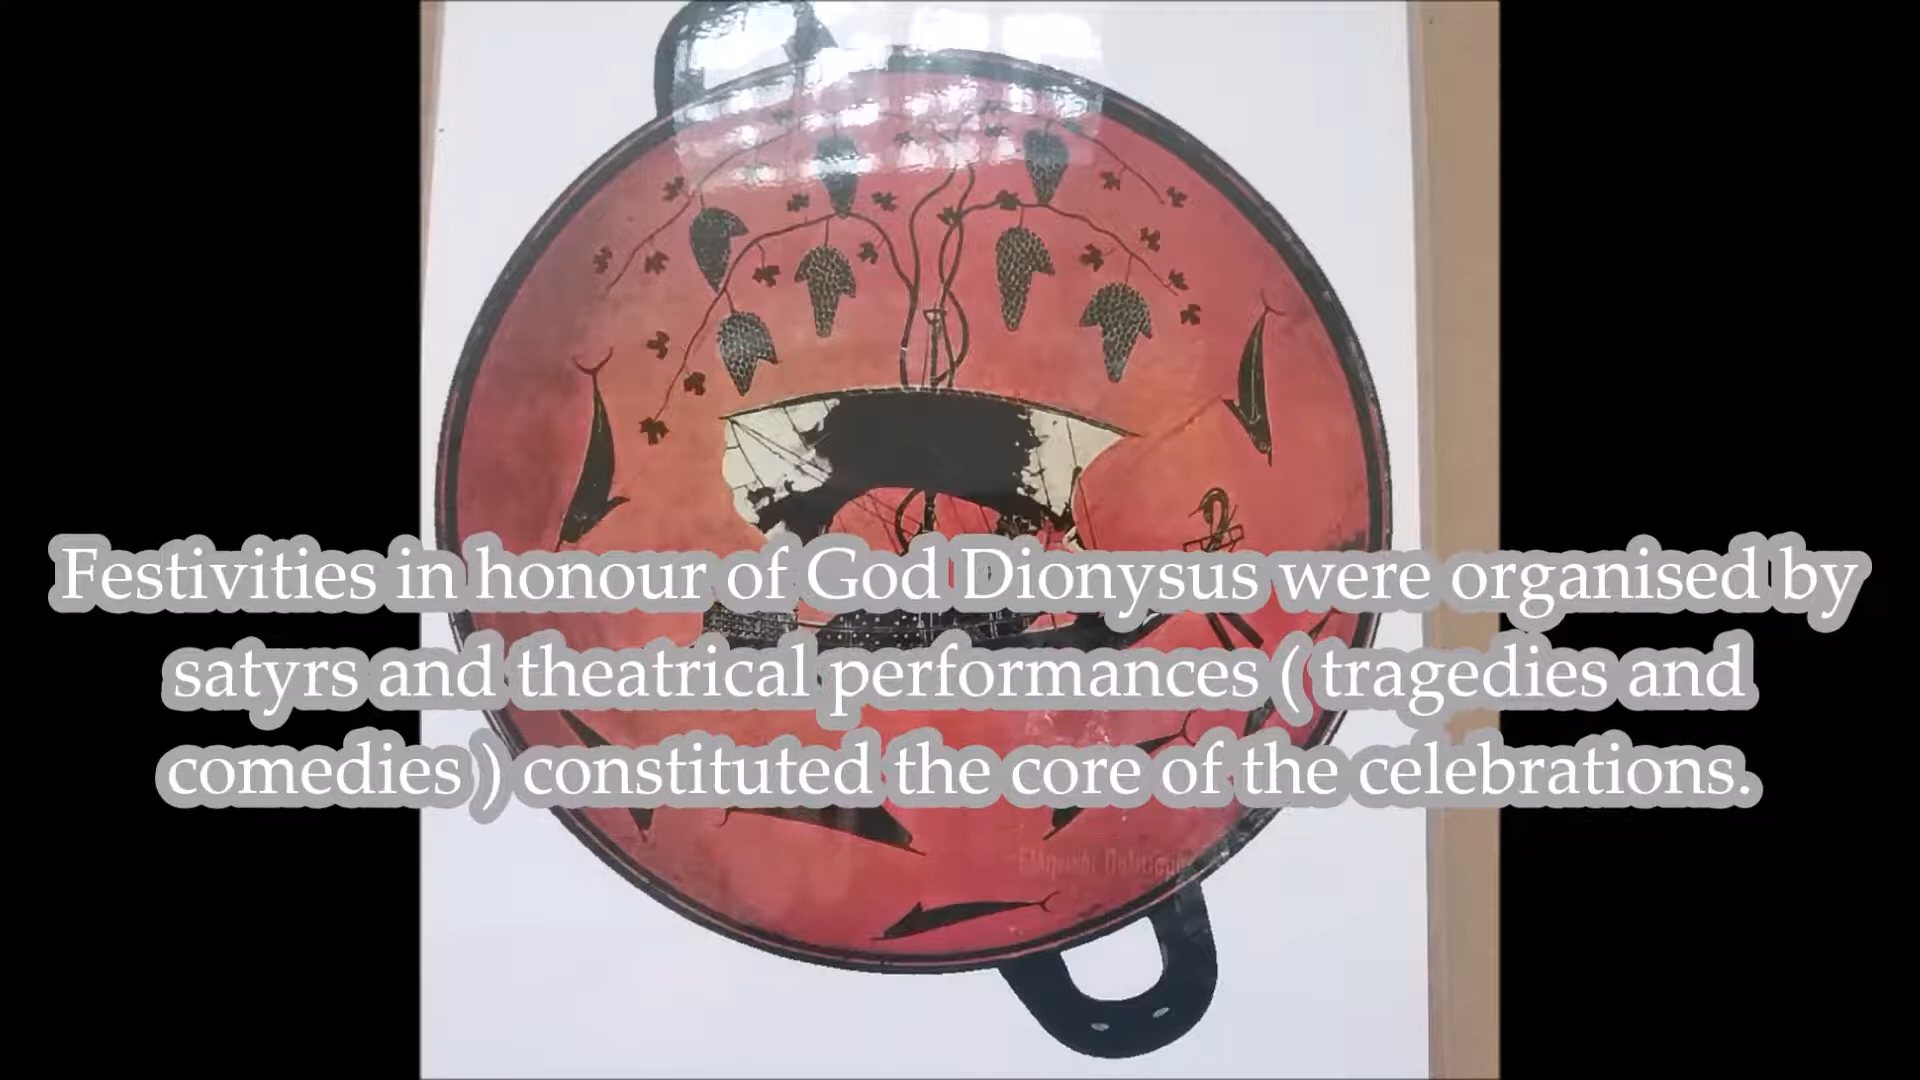 Festivities in honour of God Dionysus were organised by
satyrs and theatrical performances ( tragedies and
comedies ) constituted the core of the celebrations.